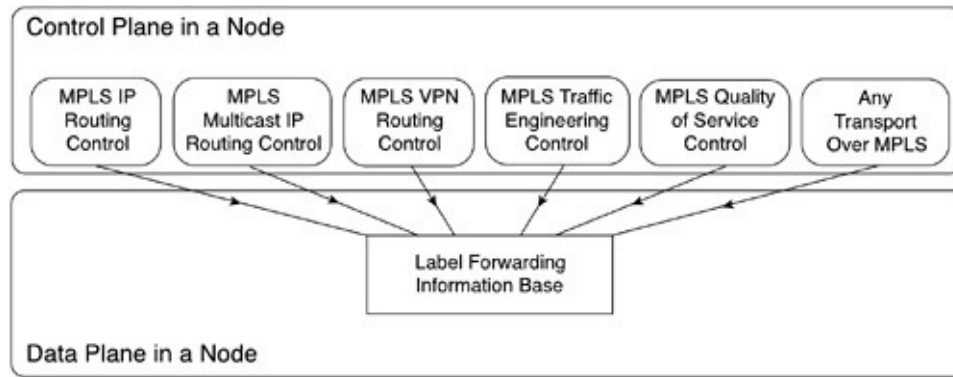 Control Plane in a Node
MPLS IP
Routing
Control
MPLS
Multicast IP
Routing Control
MPLS VPN
Routing
Control
MPLS Traffic
Engineering
Control
MPLS Quality
of Service
Control
Any
Transport
Over MPLS
Label Forwarding
Information Base
Data Plane in a Node